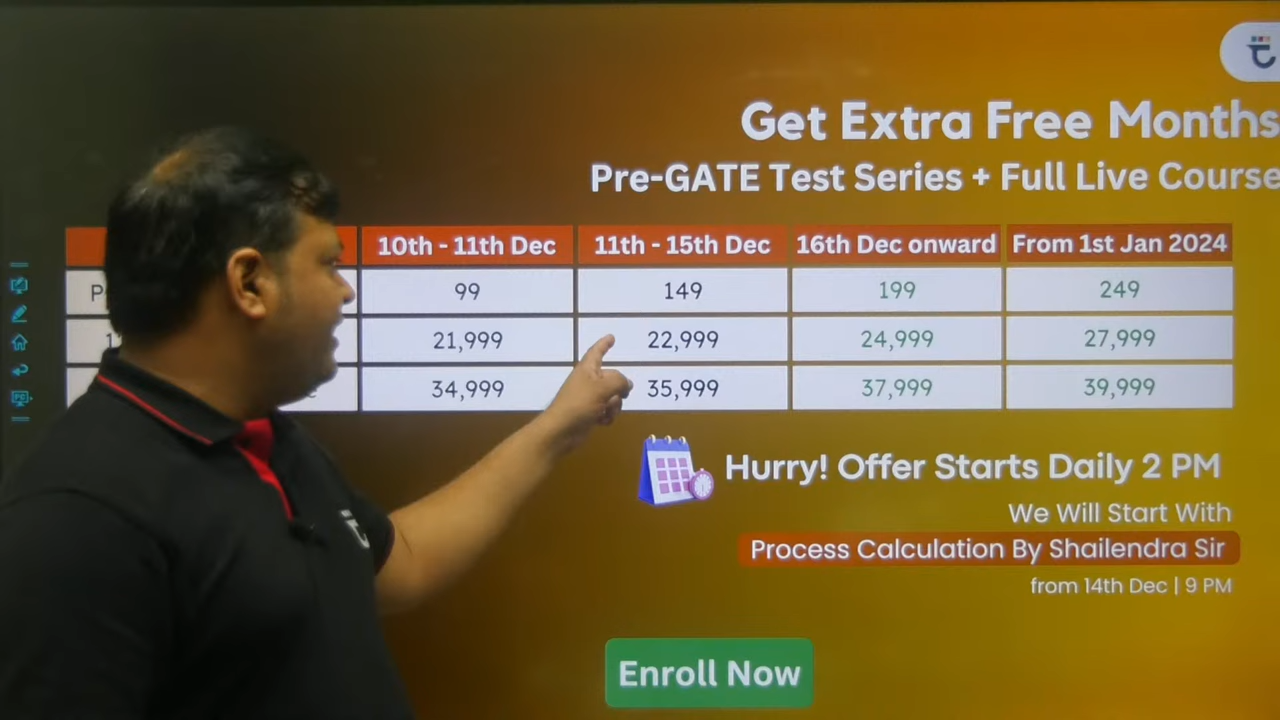 Get Extra Free Months
Pre-GATE Test Series + Full Live Course
10th - 11th Dec 11th - 15th Dec 16th Dec onward From 1st Jan 2024
99 149 199 249
21,999 22,999 24,999 27,999
34,999 35,999 37,999 39,999
Hurry! Offer Starts Daily 2 PM
We Will Start With
Process Calculation By Shailendra Sir
from 14th Dec | 9 PM
Enroll Now